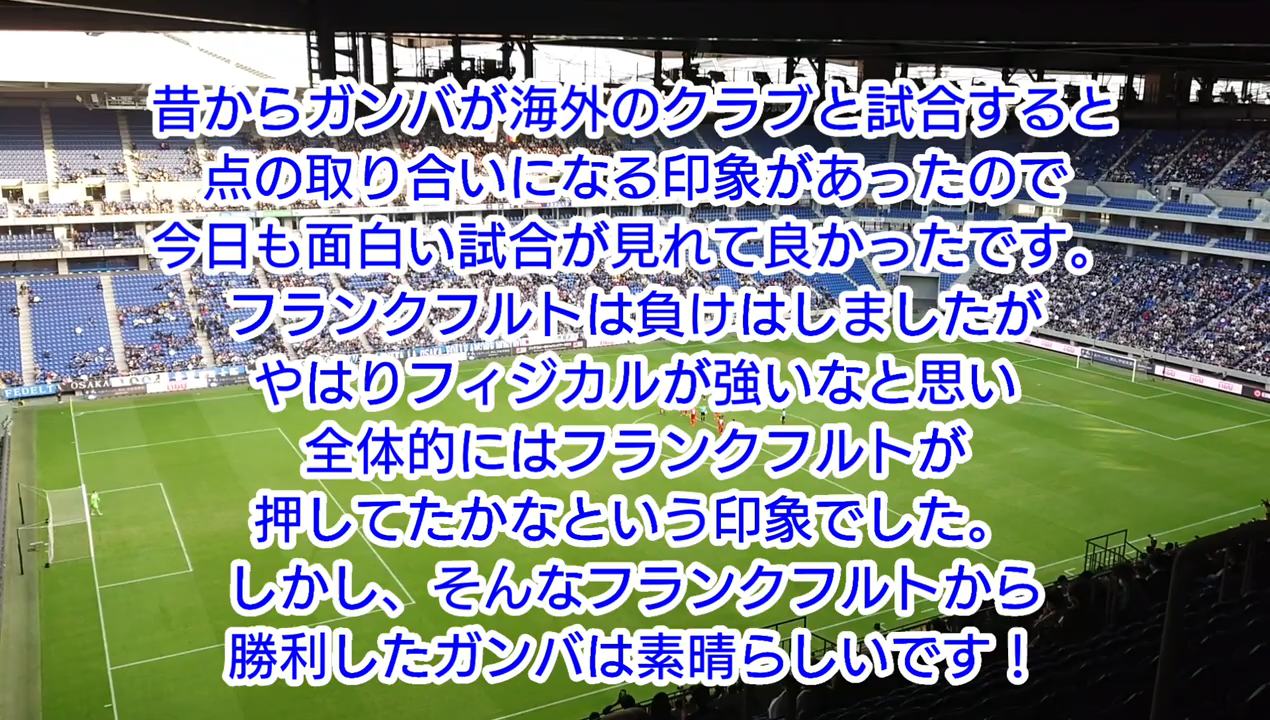 昔からガンバが海外のクラブと試合すると
点の取り合いになる印象があったので
今日も面白い試合が見れて良かったです。
フランクフルトは負けはしましたが
やはりフィジカルが強いなと思い
全体的にはフランクフルトが
押してたかなという印象でした。
しかし、そんなフランクフルトから
勝利したガンバは素晴らしいです！
FEDELT
OSAKA